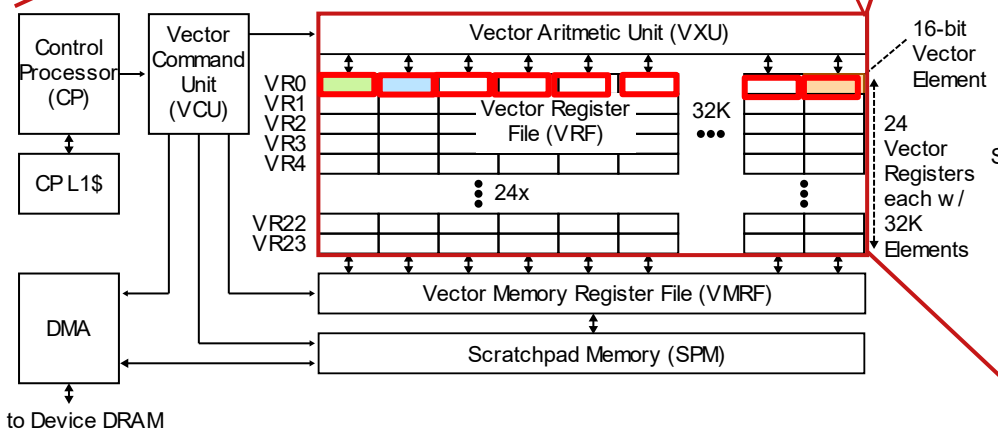 Control
Processor
(CP)
Vector
Command
Unit
(VCU)
CP L1$
DMA
to Device DRAM
Vector Aritmetic Unit (VXU)
VR0
VR1
VR2
VR3
VR4
VR22
VR23
Vector Register
File (VRF)
32K
24x
Vector Memory Register File (VMRF)
Scratchpad Memory (SPM)
16-bit
Vector
Element
24
Vector
Registers
each w/
32K
Elements
S